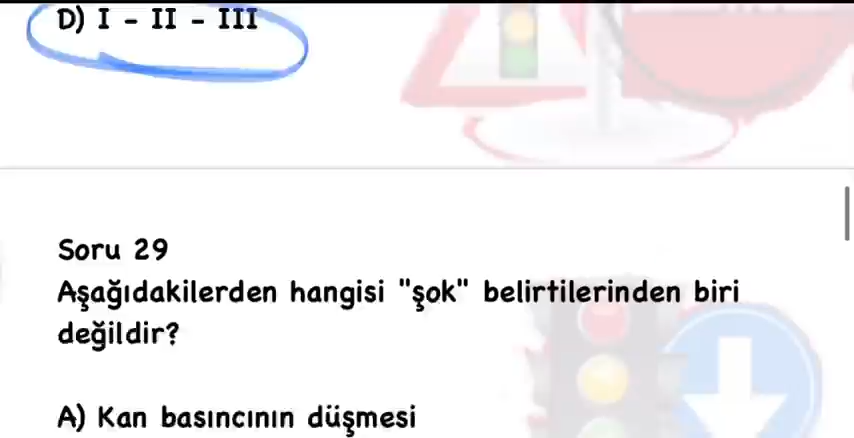 D) I - II - III
Soru 29
Aşağıdakilerden hangisi "şok" belirtilerinden biri
değildir?
A) Kan basıncının düşmesi